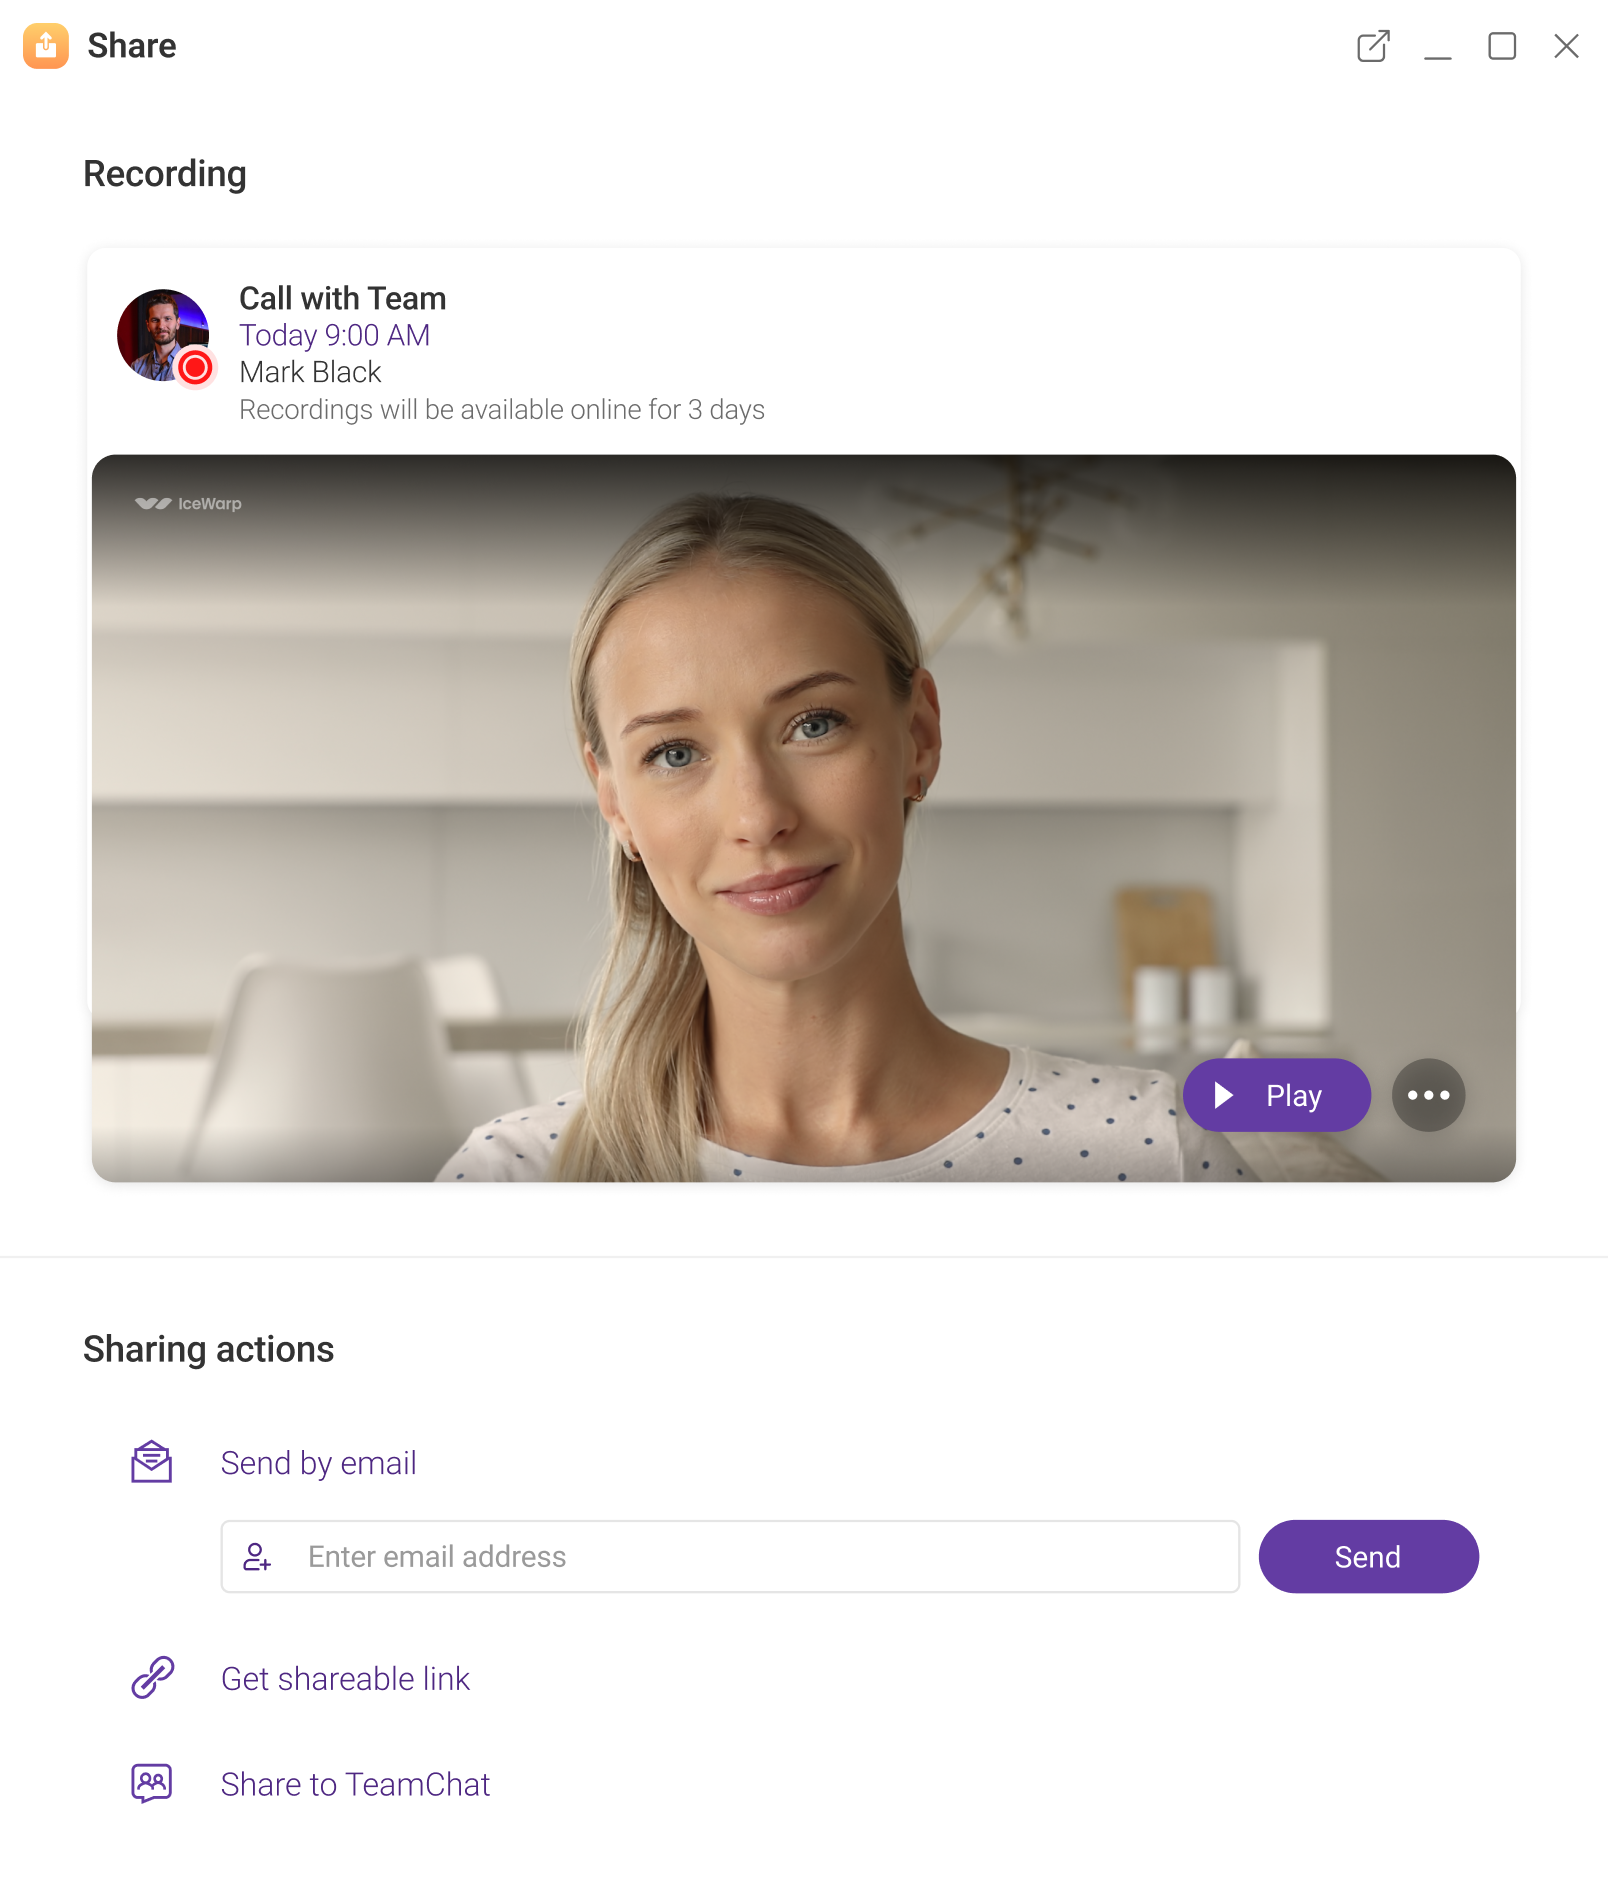 Share
Recording
Call with Team
Today 9:00 AM
Mark Black
Recordings will be available online for 3 days
IceWarp
Play
Sharing actions
Send by email
Enter email address
Send
Get shareable link
Share to TeamChat